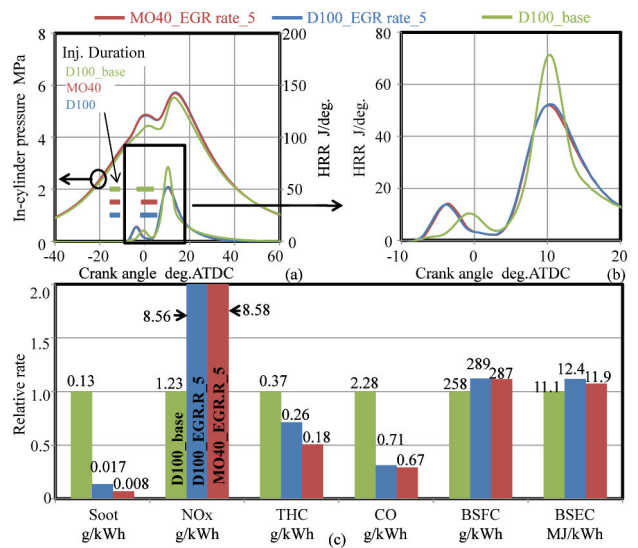 MO40_EGR rate_5
D100_EGR rate_5
D100_base
In-cylinder pressure MPa
8
6
4
2
0
Inj. Duration
D100_base
MO40
D100
200
150
100
50
0
HRR J/deg.
-40 -20 0 20 40 60
Crank angle deg.ATDC
(a)
HRR J/deg.
-10 0 10 20
Crank angle deg.ATDC
(b)
Relative rate
2.0
1.5
1.0
0.5
0.0
0.13
0.017
0.008
1.23
8.56
8.58
D100_base
D100_EGR.R_5
MO40_EGR.R_5
0.37
0.26
0.18
2.28
0.71
0.67
258
289
287
11.1
12.4
11.9
Soot NOx THC CO BSFC BSEC
g/kWh g/kWh g/kWh g/kWh g/kWh MJ/kWh
(c)